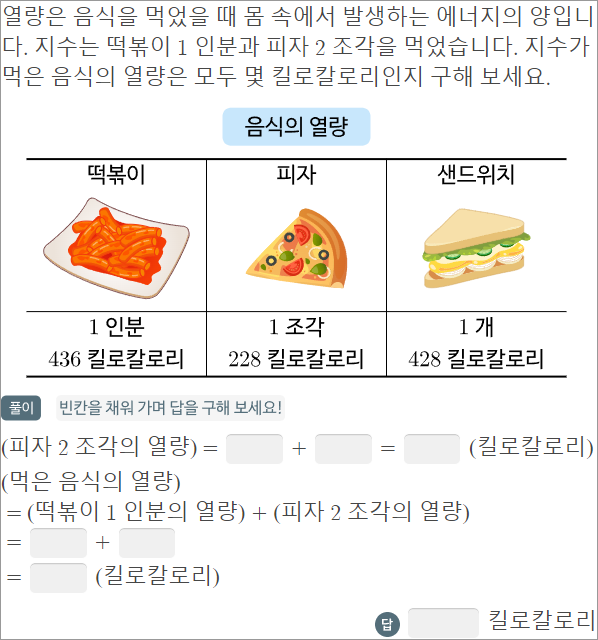 열량은 음식을 먹었을 때 몸 속에서 발생하는 에너지의 양입니
다. 지수는 떡볶이 1 인분과 피자 2 조각을 먹었습니다. 지수가
먹은 음식의 열량은 모두 몇 킬로칼로리인지 구해 보세요.
음식의 열량
떡볶이 피자 샌드위치
1 인분 1 조각 1 개
436 킬로칼로리 228 킬로칼로리 428 킬로칼로리
풀이 빈칸을 채워 가며 답을 구해 보세요!
(피자 2 조각의 열량) = + = (킬로칼로리)
(먹은 음식의 열량)
= (떡볶이 1 인분의 열량) + (피자 2 조각의 열량)
= +
= (킬로칼로리)
답 킬로칼로리